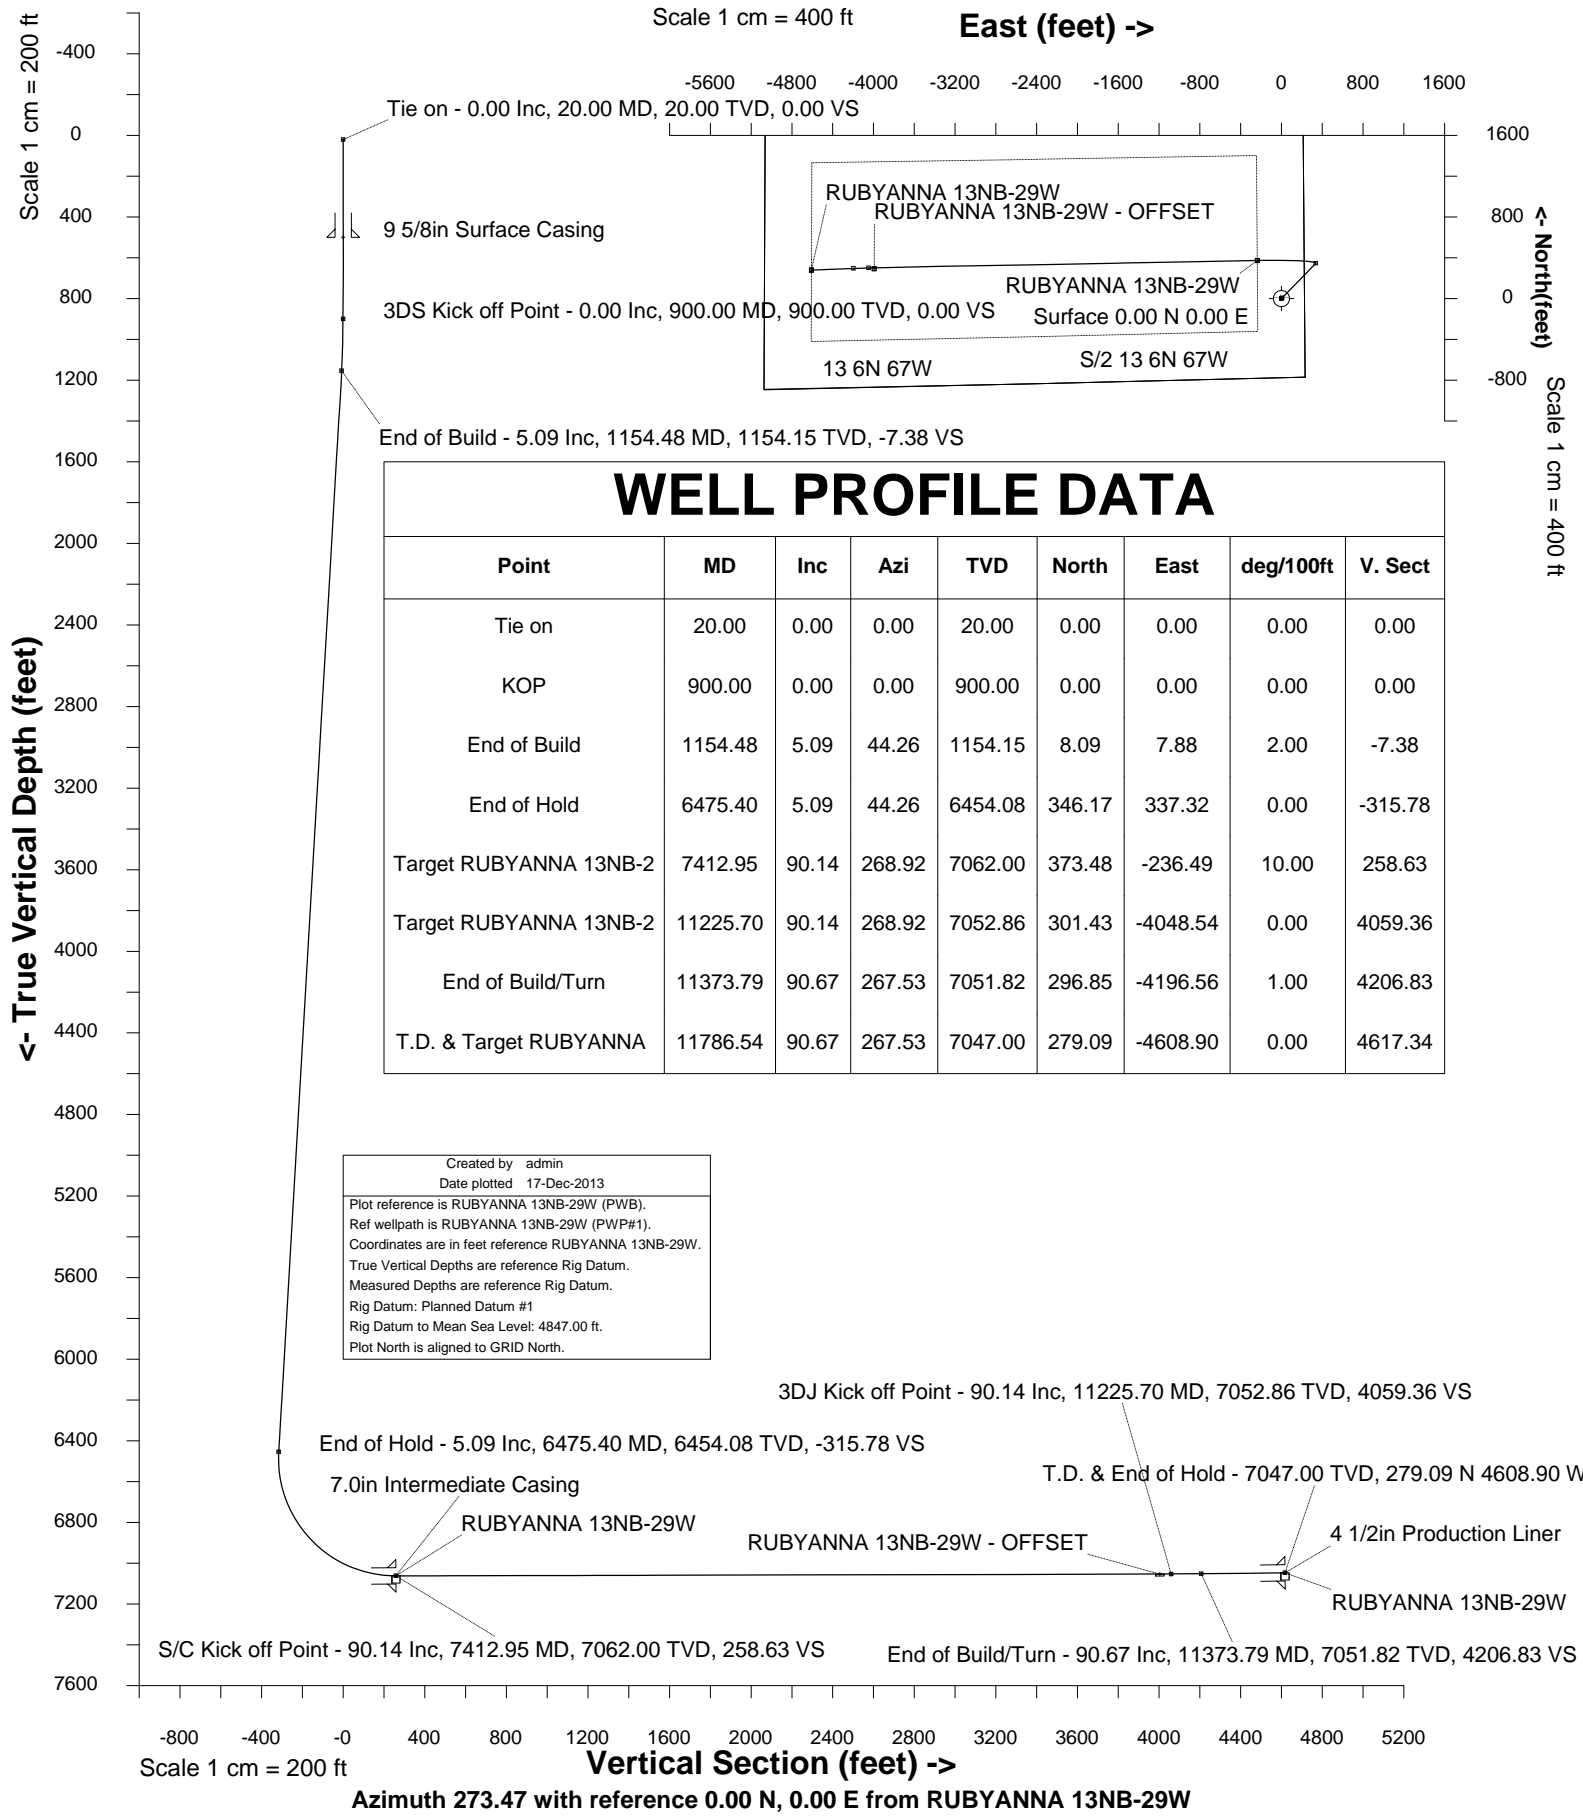 Scale 1 cm = 400 ft
East (feet) ->
-5600 -4800 -4000 -3200 -2400 -1600 -800 0 800 1600
Scale 1 cm = 200 ft
-400
0
400
800
1200
1600
2000
2400
2800
3200
3600
4000
4400
4800
5200
5600
6000
6400
6800
7200
7600
<- True Vertical Depth (feet)
Tie on - 0.00 Inc, 20.00 MD, 20.00 TVD, 0.00 VS
9 5/8in Surface Casing
3DS Kick off Point - 0.00 Inc, 900.00 MD, 900.00 TVD, 0.00 VS
End of Build - 5.09 Inc, 1154.48 MD, 1154.15 TVD, -7.38 VS
RUBYANNA 13NB-29W
RUBYANNA 13NB-29W - OFFSET
RUBYANNA 13NB-29W
Surface 0.00 N 0.00 E
13 6N 67W
S/2 13 6N 67W
1600
800
0
-800
<- North(feet)
Scale 1 cm = 400 ft
WELL PROFILE DATA
Point MD Inc Azi TVD North East deg/100ft V. Sect
Tie on 20.00 0.00 0.00 20.00 0.00 0.00 0.00 0.00
KOP 900.00 0.00 0.00 900.00 0.00 0.00 0.00 0.00
End of Build 1154.48 5.09 44.26 1154.15 8.09 7.88 2.00 -7.38
End of Hold 6475.40 5.09 44.26 6454.08 346.17 337.32 0.00 -315.78
Target RUBYANNA 13NB-2 7412.95 90.14 268.92 7062.00 373.48 -236.49 10.00 258.63
Target RUBYANNA 13NB-2 11225.70 90.14 268.92 7052.86 301.43 -4048.54 0.00 4059.36
End of Build/Turn 11373.79 90.67 267.53 7051.82 296.85 -4196.56 1.00 4206.83
T.D. & Target RUBYANNA 11786.54 90.67 267.53 7047.00 279.09 -4608.90 0.00 4617.34
Created by admin
Date plotted 17-Dec-2013
Plot reference is RUBYANNA 13NB-29W (PWB).
Ref wellpath is RUBYANNA 13NB-29W (PWP#1).
Coordinates are in feet reference RUBYANNA 13NB-29W.
True Vertical Depths are reference Rig Datum.
Measured Depths are reference Rig Datum.
Rig Datum: Planned Datum #1
Rig Datum to Mean Sea Level: 4847.00 ft.
Plot North is aligned to GRID North.
3DJ Kick off Point - 90.14 Inc, 11225.70 MD, 7052.86 TVD, 4059.36 VS
End of Hold - 5.09 Inc, 6475.40 MD, 6454.08 TVD, -315.78 VS
T.D. & End of Hold - 7047.00 TVD, 279.09 N 4608.90 W
7.0in Intermediate Casing
RUBYANNA 13NB-29W
RUBYANNA 13NB-29W - OFFSET
4 1/2in Production Liner
RUBYANNA 13NB-29W
S/C Kick off Point - 90.14 Inc, 7412.95 MD, 7062.00 TVD, 258.63 VS
End of Build/Turn - 90.67 Inc, 11373.79 MD, 7051.82 TVD, 4206.83 VS
-800 -400 -0 400 800 1200 1600 2000 2400 2800 3200 3600 4000 4400 4800 5200
Scale 1 cm = 200 ft
Vertical Section (feet) ->
Azimuth 273.47 with reference 0.00 N, 0.00 E from RUBYANNA 13NB-29W